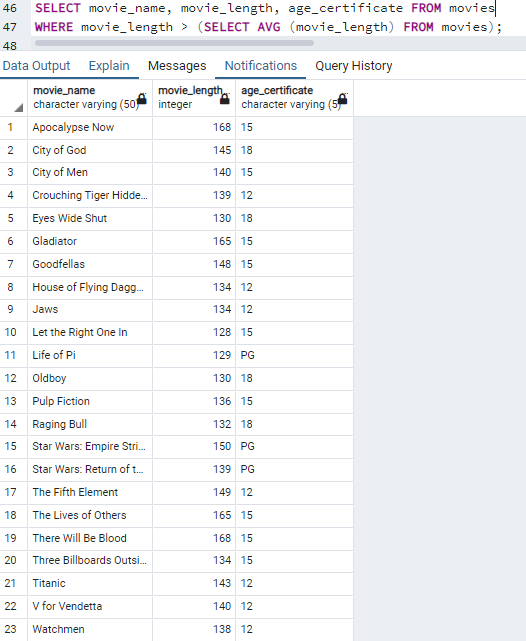 46 SELECT movie_name, movie_length, age_certificate FROM movies
47 WHERE movie_length > (SELECT AVG (movie_length) FROM movies);
48
Data Output Explain Messages Notifications Query History
movie_name movie_length age_certificate
character varying (50) integer character varying (5)
1 Apocalypse Now 168 15
2 City of God 145 18
3 City of Men 140 15
4 Crouching Tiger Hidde... 139 12
5 Eyes Wide Shut 130 18
6 Gladiator 165 15
7 Goodfellas 148 15
8 House of Flying Dagg... 134 12
9 Jaws 134 12
10 Let the Right One In 128 15
11 Life of Pi 129 PG
12 Oldboy 130 18
13 Pulp Fiction 136 15
14 Raging Bull 132 18
15 Star Wars: Empire Stri... 150 PG
16 Star Wars: Return of t... 139 PG
17 The Fifth Element 149 12
18 The Lives of Others 165 15
19 There Will Be Blood 168 15
20 Three Billboards Outsi... 134 15
21 Titanic 143 12
22 V for Vendetta 140 12
23 Watchmen 138 12